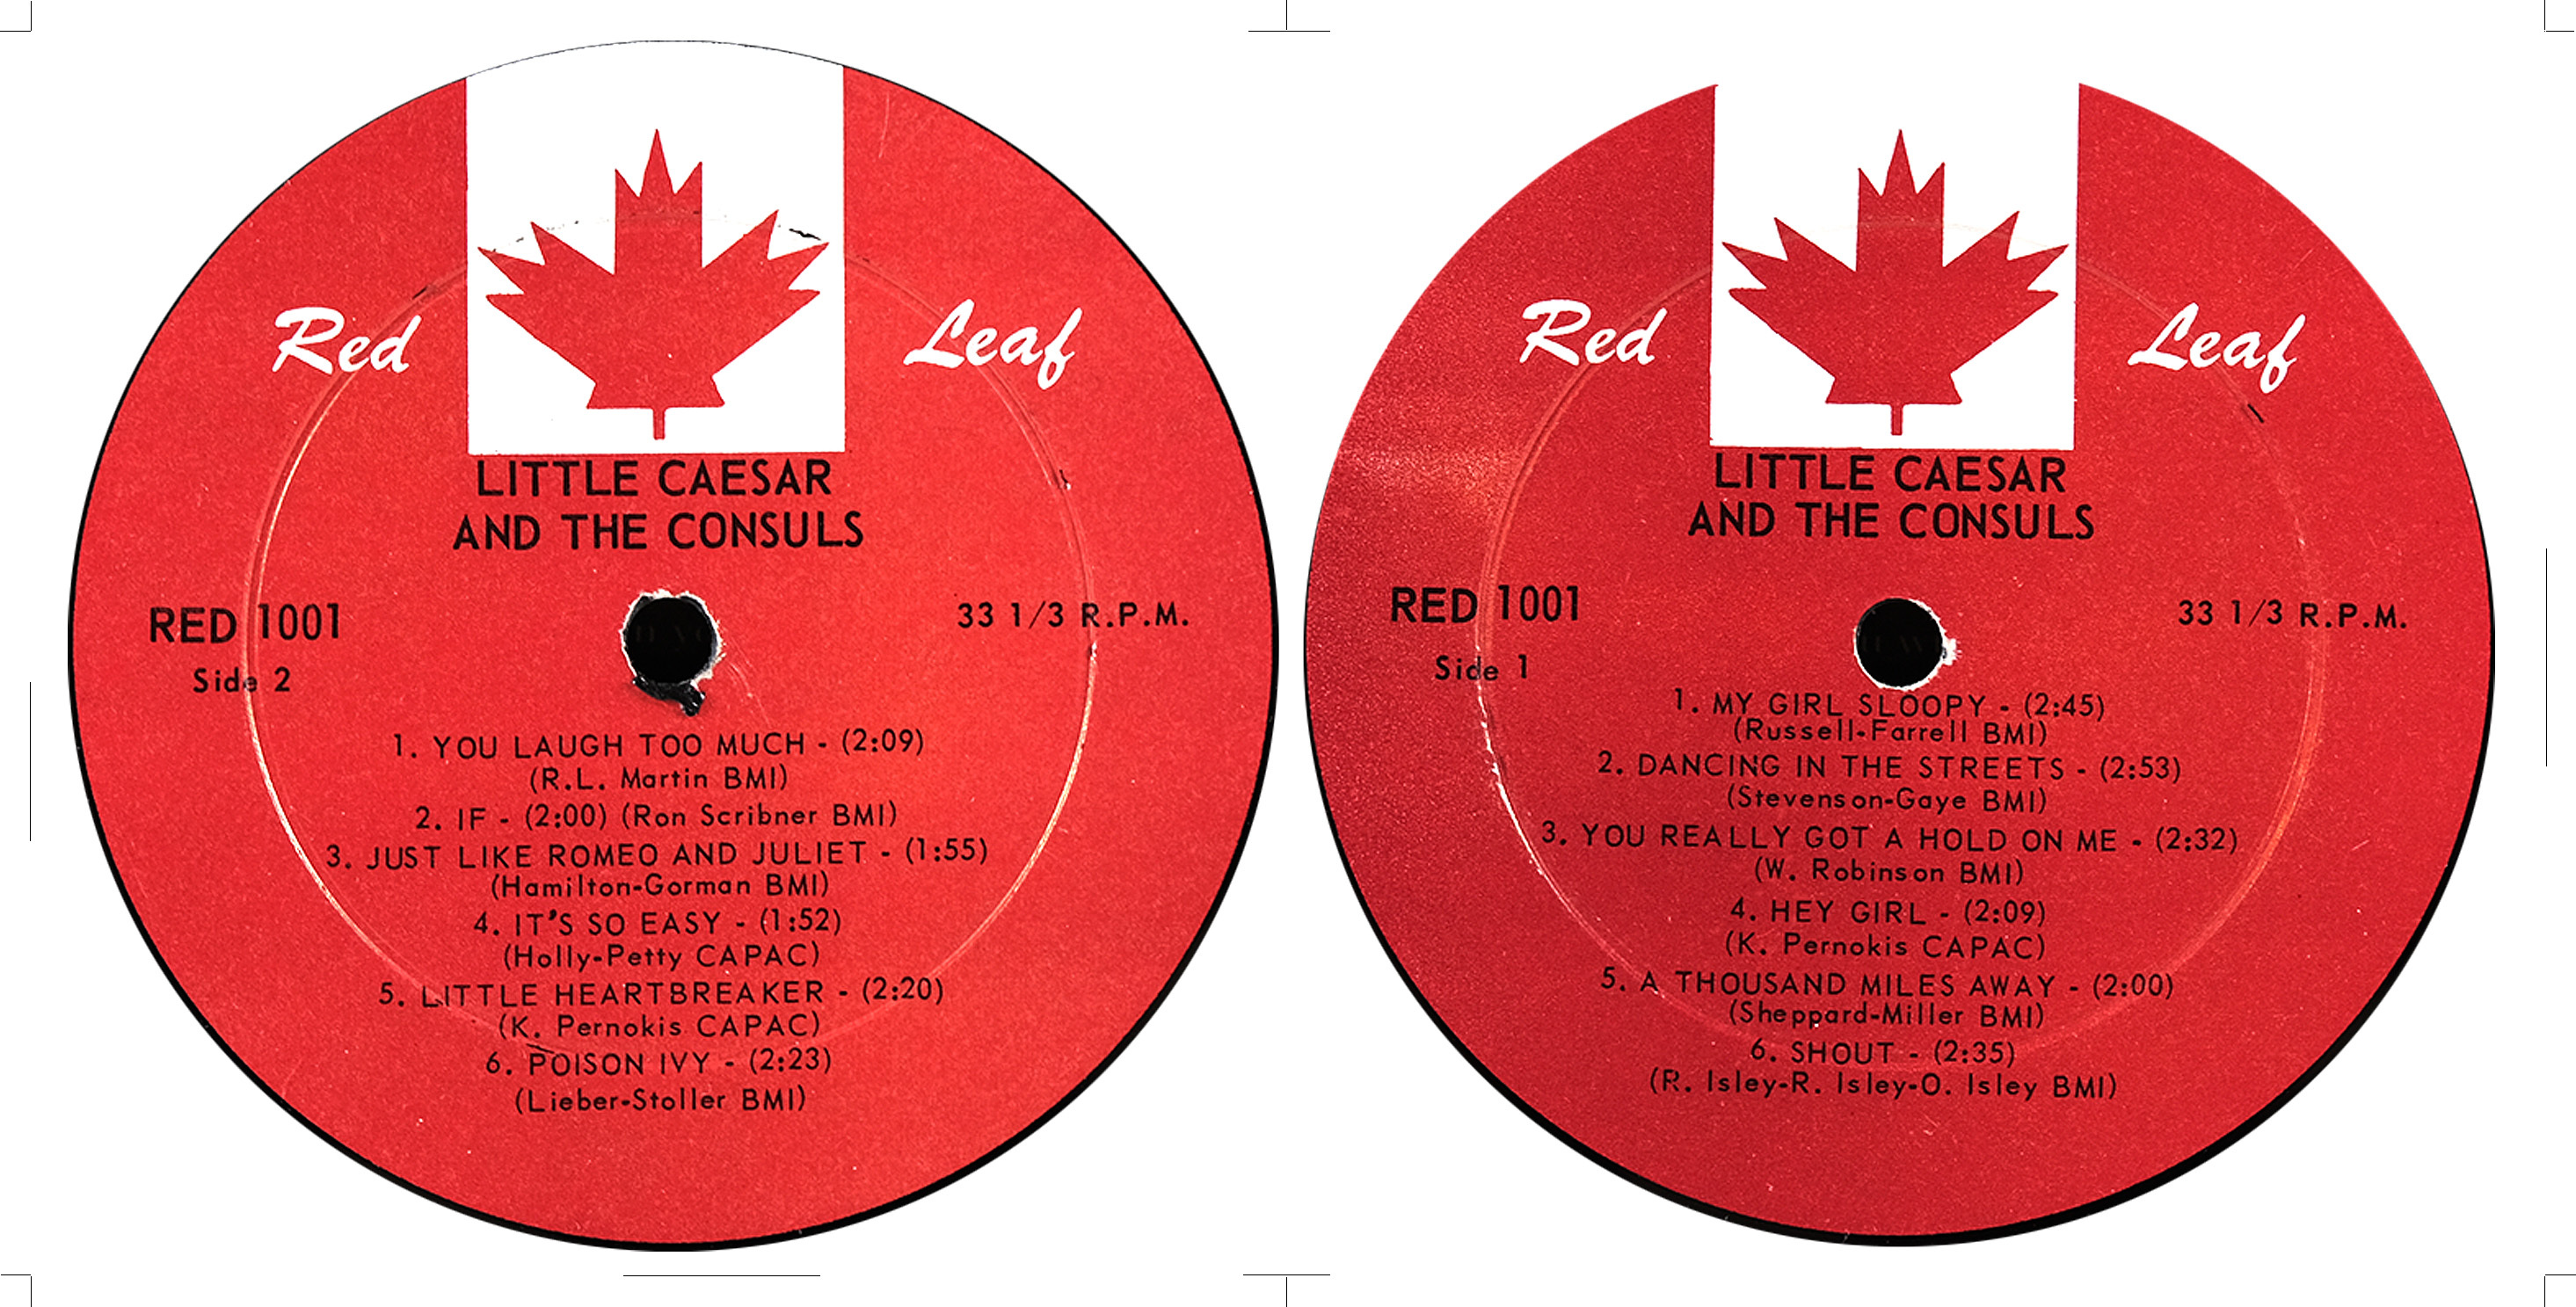 Red Leaf
LITTLE CAESAR
AND THE CONSULS
RED 1001
33 1/3 R.P.M.
Side 2
1. YOU LAUGH TOO MUCH - (2:09)
(R.L. Martin BMI)
2. IF - (2:00) (Ron Scribner BMI)
3. JUST LIKE ROMEO AND JULIET - (1:55)
(Hamilton-Gorman BMI)
4. IT'S SO EASY - (1:52)
(Holly-Petty CAPAC)
5. LITTLE HEARTBREAKER - (2:20)
(K. Pernokis CAPAC)
6. POISON IVY - (2:23)
(Lieber-Stoller BMI)
Red Leaf
LITTLE CAESAR
AND THE CONSULS
RED 1001
33 1/3 R.P.M.
Side 1
1. MY GIRL SLOOPY - (2:45)
(Russell-Farrell BMI)
2. DANCING IN THE STREETS - (2:53)
(Stevenson-Gaye BMI)
3. YOU REALLY GOT A HOLD ON ME - (2:32)
(W. Robinson BMI)
4. HEY GIRL - (2:09)
(K. Pernokis CAPAC)
5. A THOUSAND MILES AWAY - (2:00)
(Sheppard-Miller BMI)
6. SHOUT - (2:35)
(R. Isley-R. Isley-O. Isley BMI)